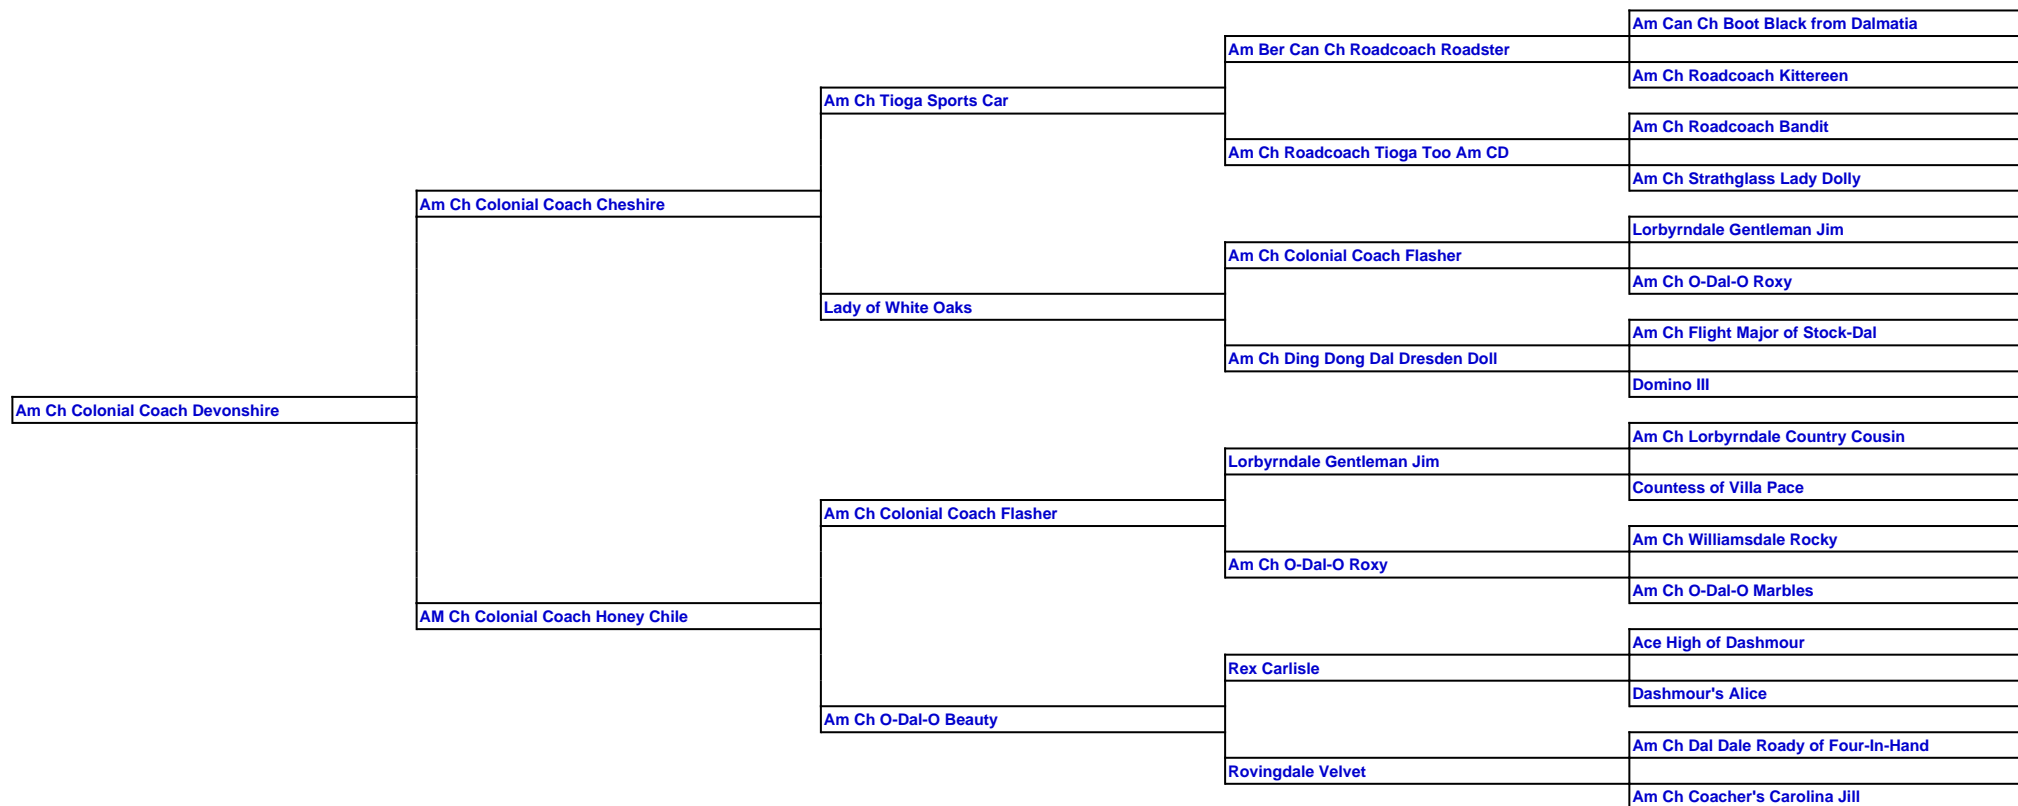 Am Can Ch Boot Black from Dalmatia
Am Ber Can Ch Roadcoach Roadster
Am Ch Roadcoach Kittereen
Am Ch Tioga Sports Car
Am Ch Roadcoach Bandit
Am Ch Roadcoach Tioga Too Am CD
Am Ch Strathglass Lady Dolly
Am Ch Colonial Coach Cheshire
Lorbyrndale Gentleman Jim
Am Ch Colonial Coach Flasher
Am Ch O-Dal-O Roxy
Lady of White Oaks
Am Ch Flight Major of Stock-Dal
Am Ch Ding Dong Dal Dresden Doll
Domino III
Am Ch Colonial Coach Devonshire
Am Ch Lorbyrndale Country Cousin
Lorbyrndale Gentleman Jim
Countess of Villa Pace
Am Ch Colonial Coach Flasher
Am Ch Williamsdale Rocky
Am Ch O-Dal-O Roxy
Am Ch O-Dal-O Marbles
AM Ch Colonial Coach Honey Chile
Ace High of Dashmour
Rex Carlisle
Dashmour's Alice
Am Ch O-Dal-O Beauty
Am Ch Dal Dale Roady of Four-In-Hand
Rovingdale Velvet
Am Ch Coacher's Carolina Jill